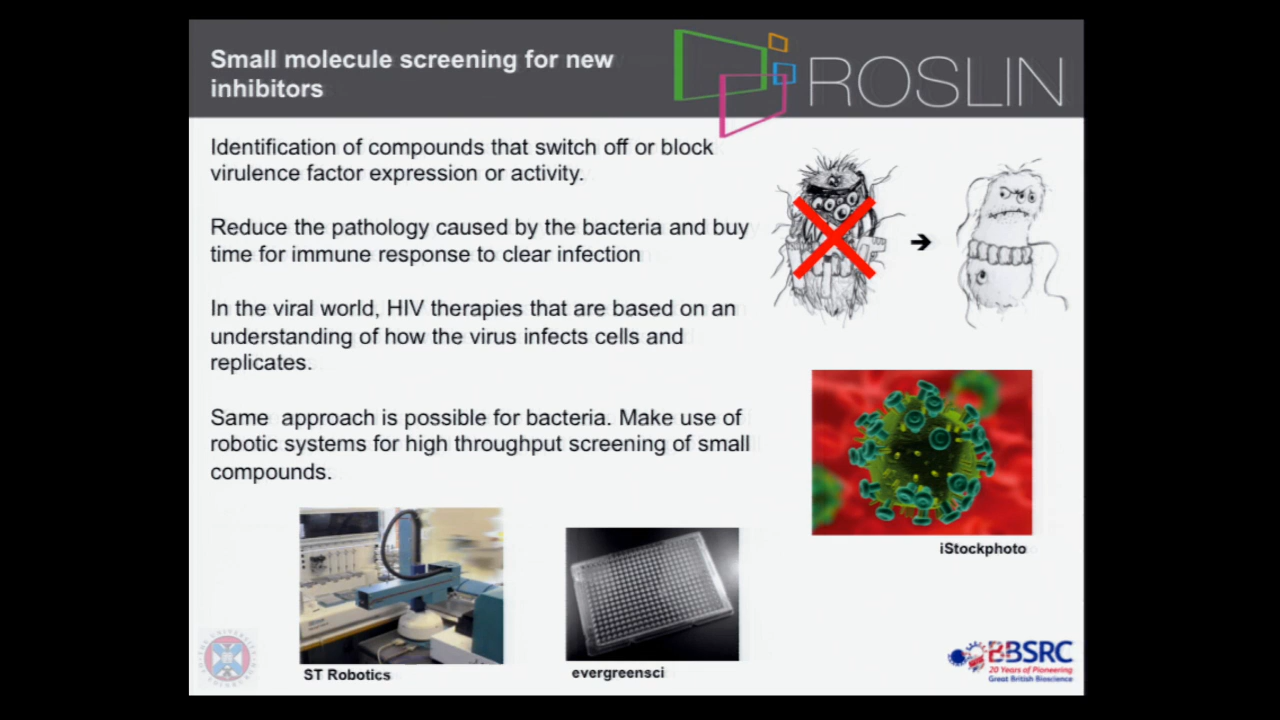 Small molecule screening for new
inhibitors
ROSLIN
Identification of compounds that switch off or block
virulence factor expression or activity.
Reduce the pathology caused by the bacteria and buy
time for immune response to clear infection
In the viral world, HIV therapies that are based on an
understanding of how the virus infects cells and
replicates.
Same approach is possible for bacteria. Make use of
robotic systems for high throughput screening of small
compounds.
iStockphoto
ST Robotics
evergreensci
BBSRC
20 Years of Pioneering
Great British Bioscience